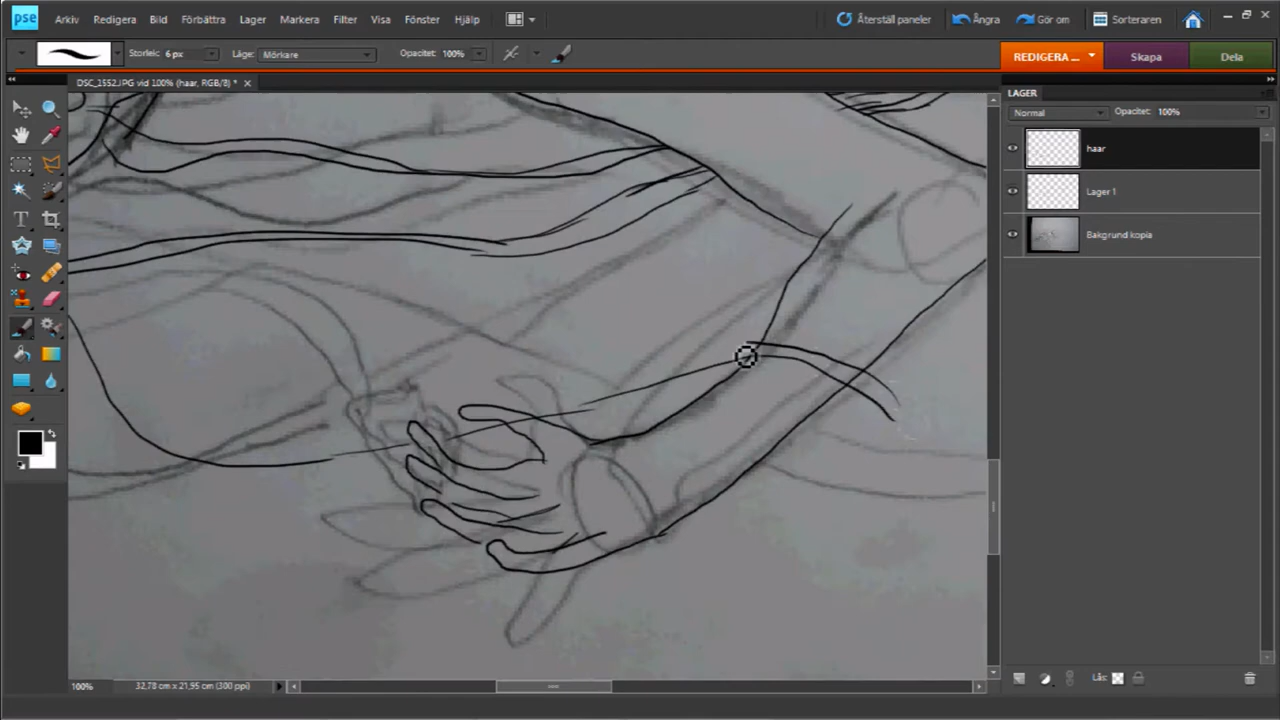 pse Arkiv Redigera Bild Förbättra Lager Markera Filter Visa Fönster Hjälp Återställ paneler Ångra Gör om Sorteraren
Storlek: 6 px Läge: Mörkare Opacitet: 100% REDIGERA ... Skapa Dela
DSC_1552.JPG vid 100% (haar, RGB/8) *
LAGER
Normal Opacitet: 100%
haar
Lager 1
Bakgrund kopia
100% 32,78 cm x 21,95 cm (300 ppi) Lås: